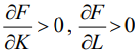 ∂F/∂K > 0 , ∂F/∂L > 0